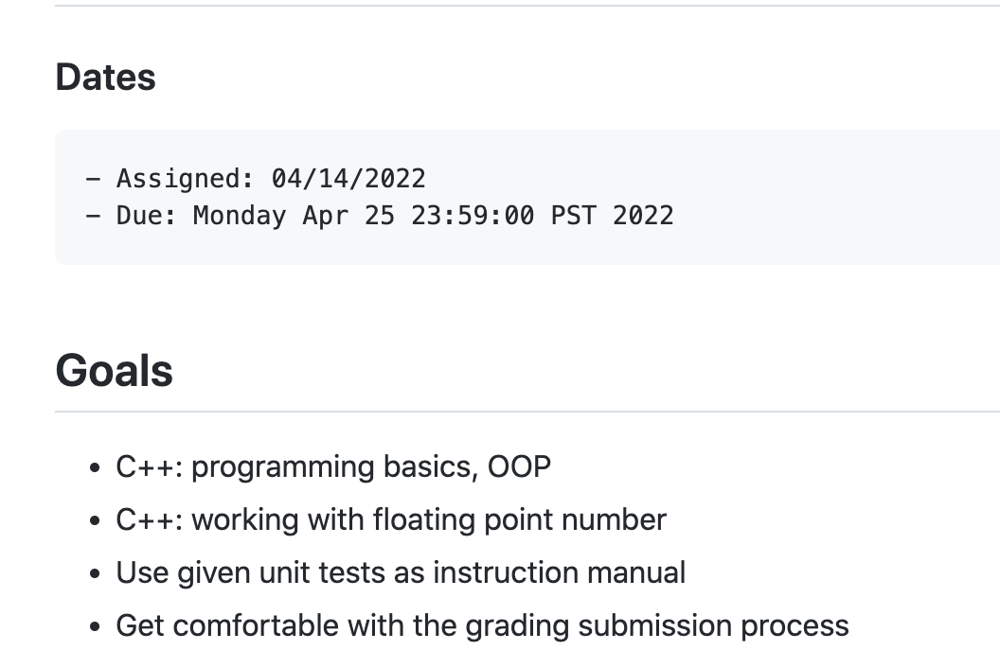 Dates
- Assigned: 04/14/2022
- Due: Monday Apr 25 23:59:00 PST 2022
Goals
• C++: programming basics, OOP
• C++: working with floating point number
• Use given unit tests as instruction manual
• Get comfortable with the grading submission process